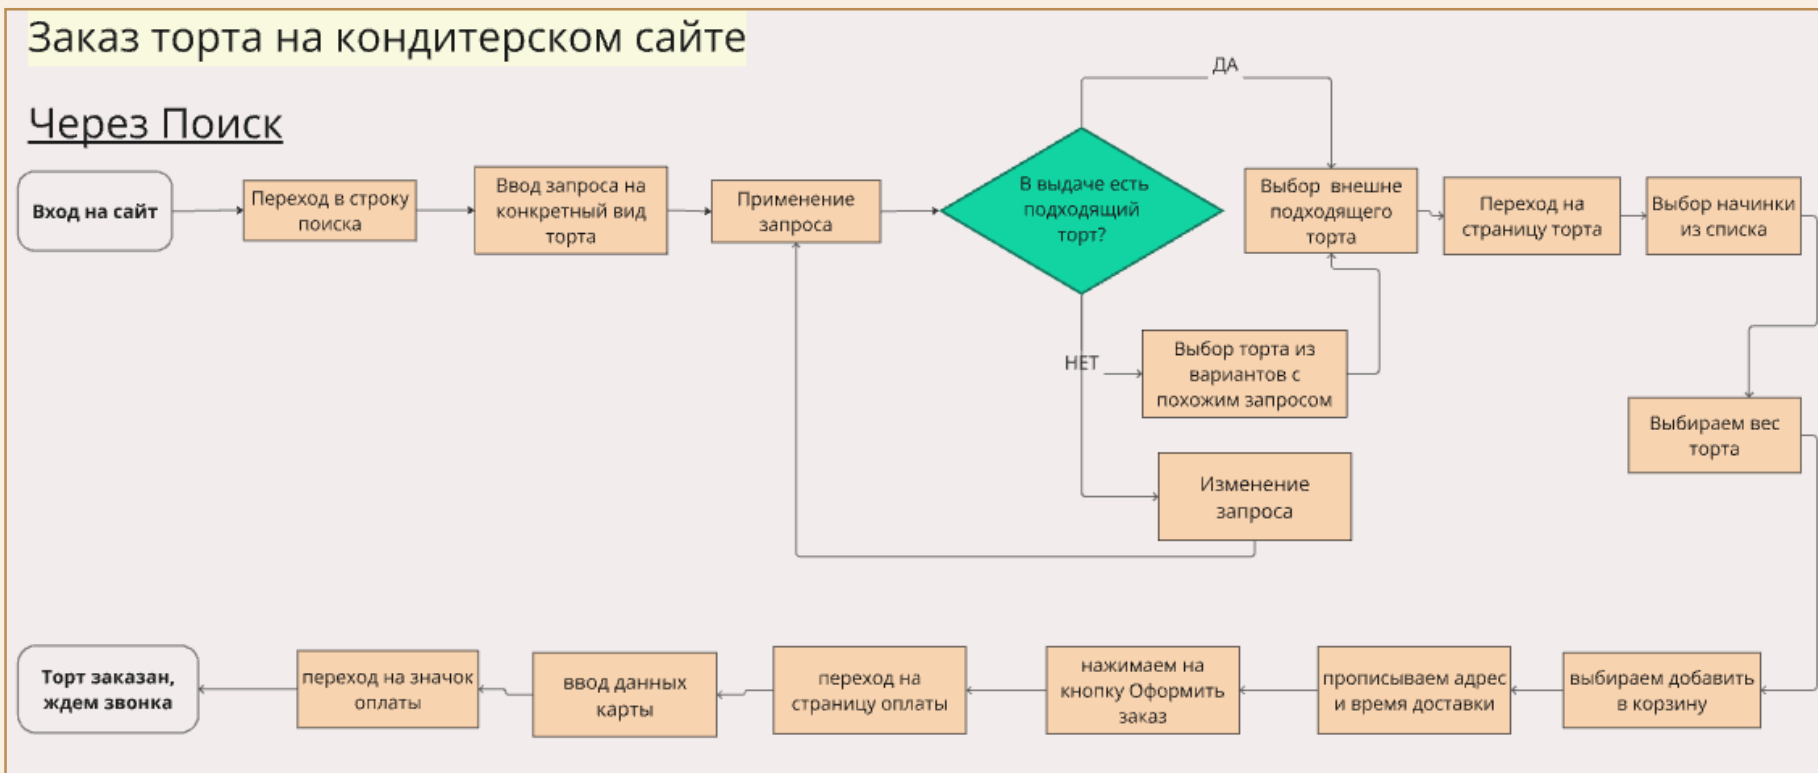 Заказ торта на кондитерском сайте
Через Поиск
Вход на сайт
Переход в строку
поиска
Ввод запроса на
конкретный вид
торта
Применение
запроса
В выдаче есть
подходящий
торт?
ДА
Выбор внешне
подходящего
торта
Переход на
страницу торта
Выбор начинки
из списка
НЕТ
Выбор торта из
вариантов с
похожим запросом
Изменение
запроса
Выбираем вес
торта
выбираем добавить
в корзину
прописываем адрес
и время доставки
нажимаем на
кнопку Оформить
заказ
переход на
страницу оплаты
ввод данных
карты
переход на значок
оплаты
Торт заказан,
ждем звонка